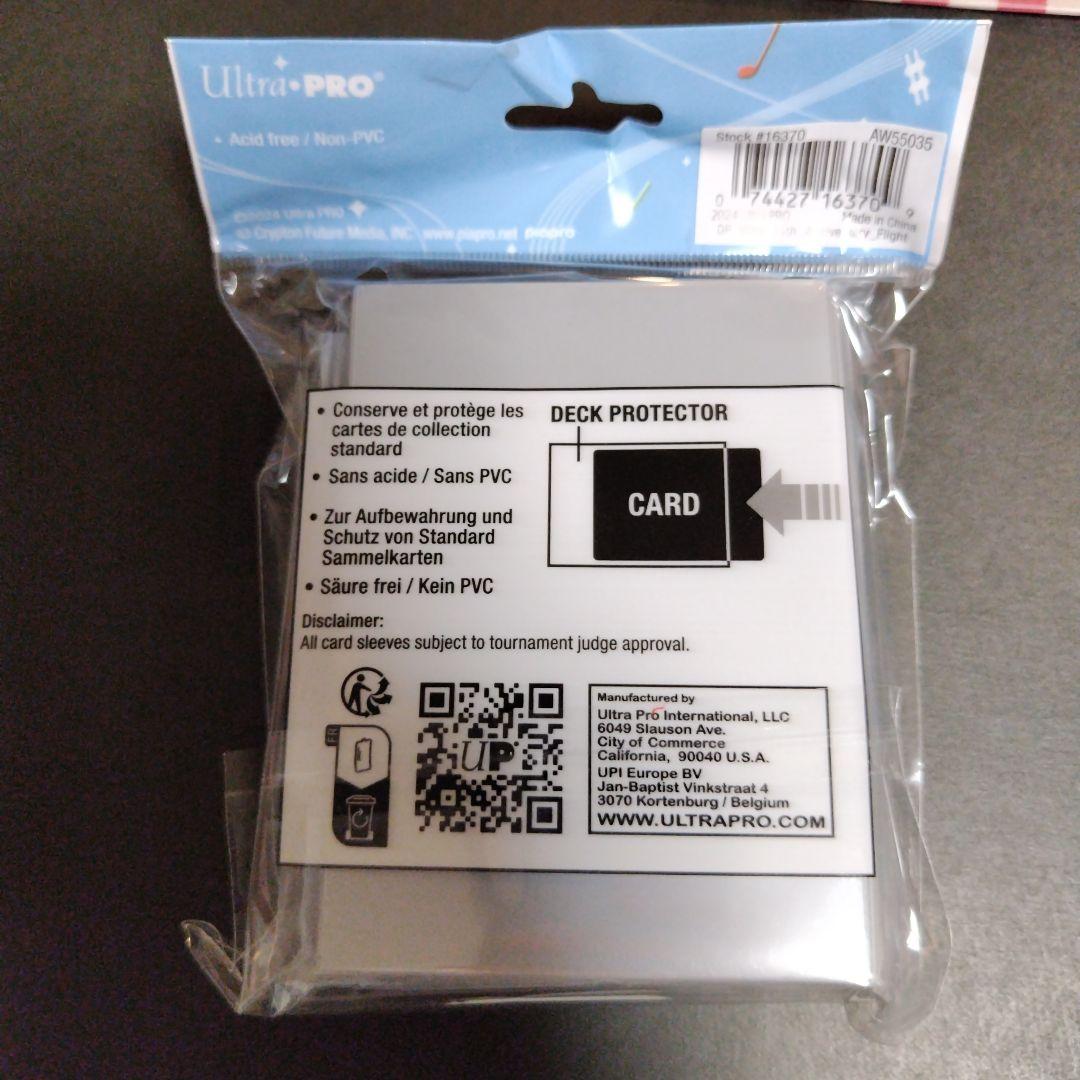 Ultra•PRO®
• Acid free / Non-PVC
©2024 Ultra PRO
© Crypton Future Media, INC. www.piapro.net piapro
Stock #16370 AW55035
0 74427 16370 9
Made in China
Flight
• Conserve et protège les
cartes de collection
standard
• Sans acide / Sans PVC
• Zur Aufbewahrung und
Schutz von Standard
Sammelkarten
• Säure frei / Kein PVC
DECK PROTECTOR
CARD
Disclaimer:
All card sleeves subject to tournament judge approval.
FR
UP
Manufactured by
Ultra Pro International, LLC
6049 Slauson Ave.
City of Commerce
California, 90040 U.S.A.
UPI Europe BV
Jan-Baptist Vinkstraat 4
3070 Kortenburg / Belgium
WWW.ULTRAPRO.COM